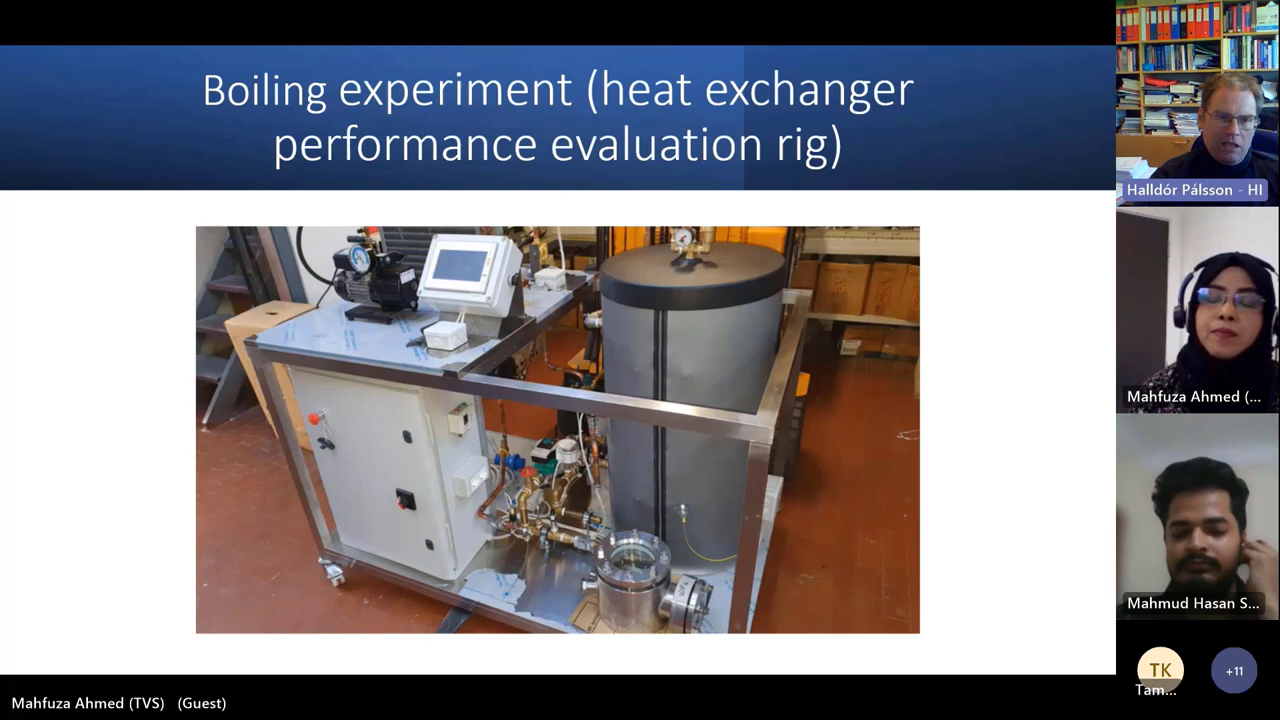 Boiling experiment (heat exchanger
performance evaluation rig)
Halldór Pálsson - HI
Mahfuza Ahmed (...
Mahmud Hasan S...
TK
Tam...
+11
Mahfuza Ahmed (TVS) (Guest)